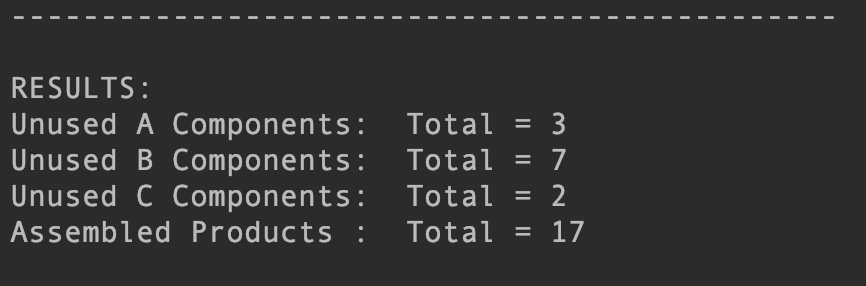 ----------------------------------------------
RESULTS:
Unused A Components:  Total = 3
Unused B Components:  Total = 7
Unused C Components:  Total = 2
Assembled Products :  Total = 17